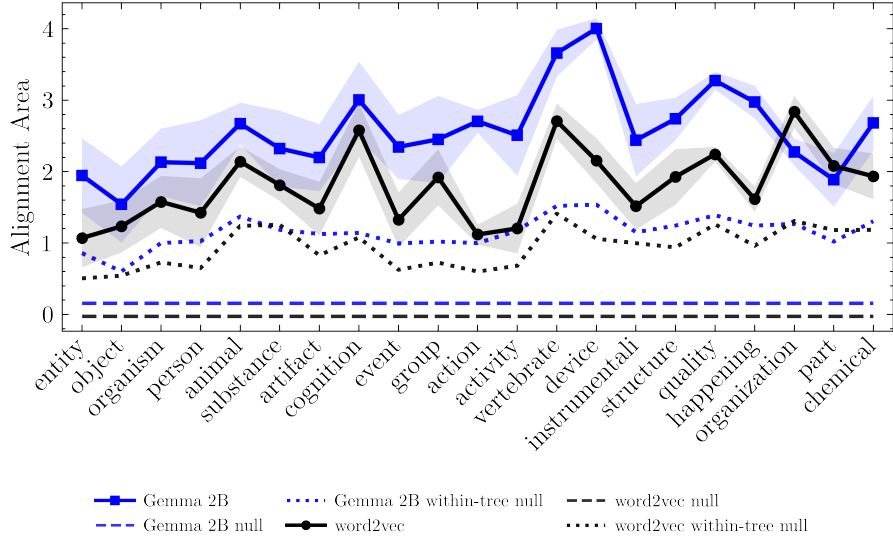 4
3
2
1
0
Alignment Area
entity
object
organism
person
animal
substance
artifact
cognition
event
group
action
activity
vertebrate
device
instrumentali
structure
quality
happening
organization
part
chemical
Gemma 2B
Gemma 2B within-tree null
word2vec null
Gemma 2B null
word2vec
word2vec within-tree null